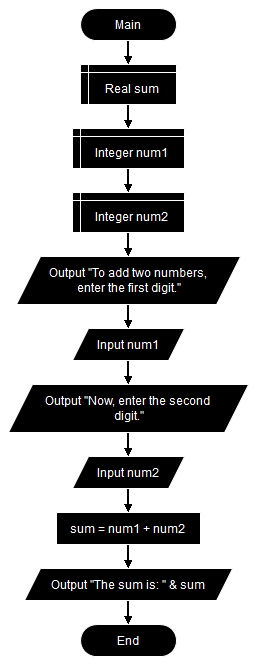 Main
Real sum
Integer num1
Integer num2
Output "To add two numbers,
enter the first digit."
Input num1
Output "Now, enter the second
digit."
Input num2
sum = num1 + num2
Output "The sum is: " & sum
End